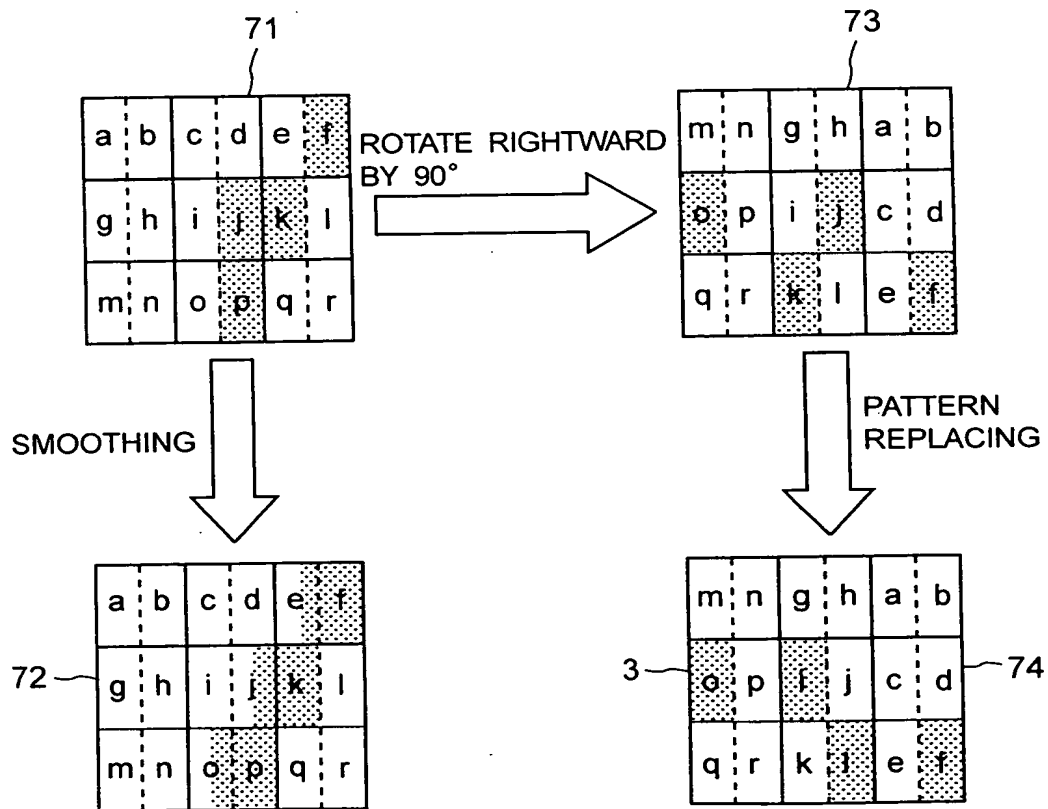 71
73
a b c d e f
g h i j k l
m n o p q r
ROTATE RIGHTWARD
BY 90°
m n g h a b
o p i j c d
q r k l e f
SMOOTHING
PATTERN
REPLACING
a b c d e f
72
g h i j k l
m n o p q r
m n g h a b
3
o p i j c d
74
q r k l e f